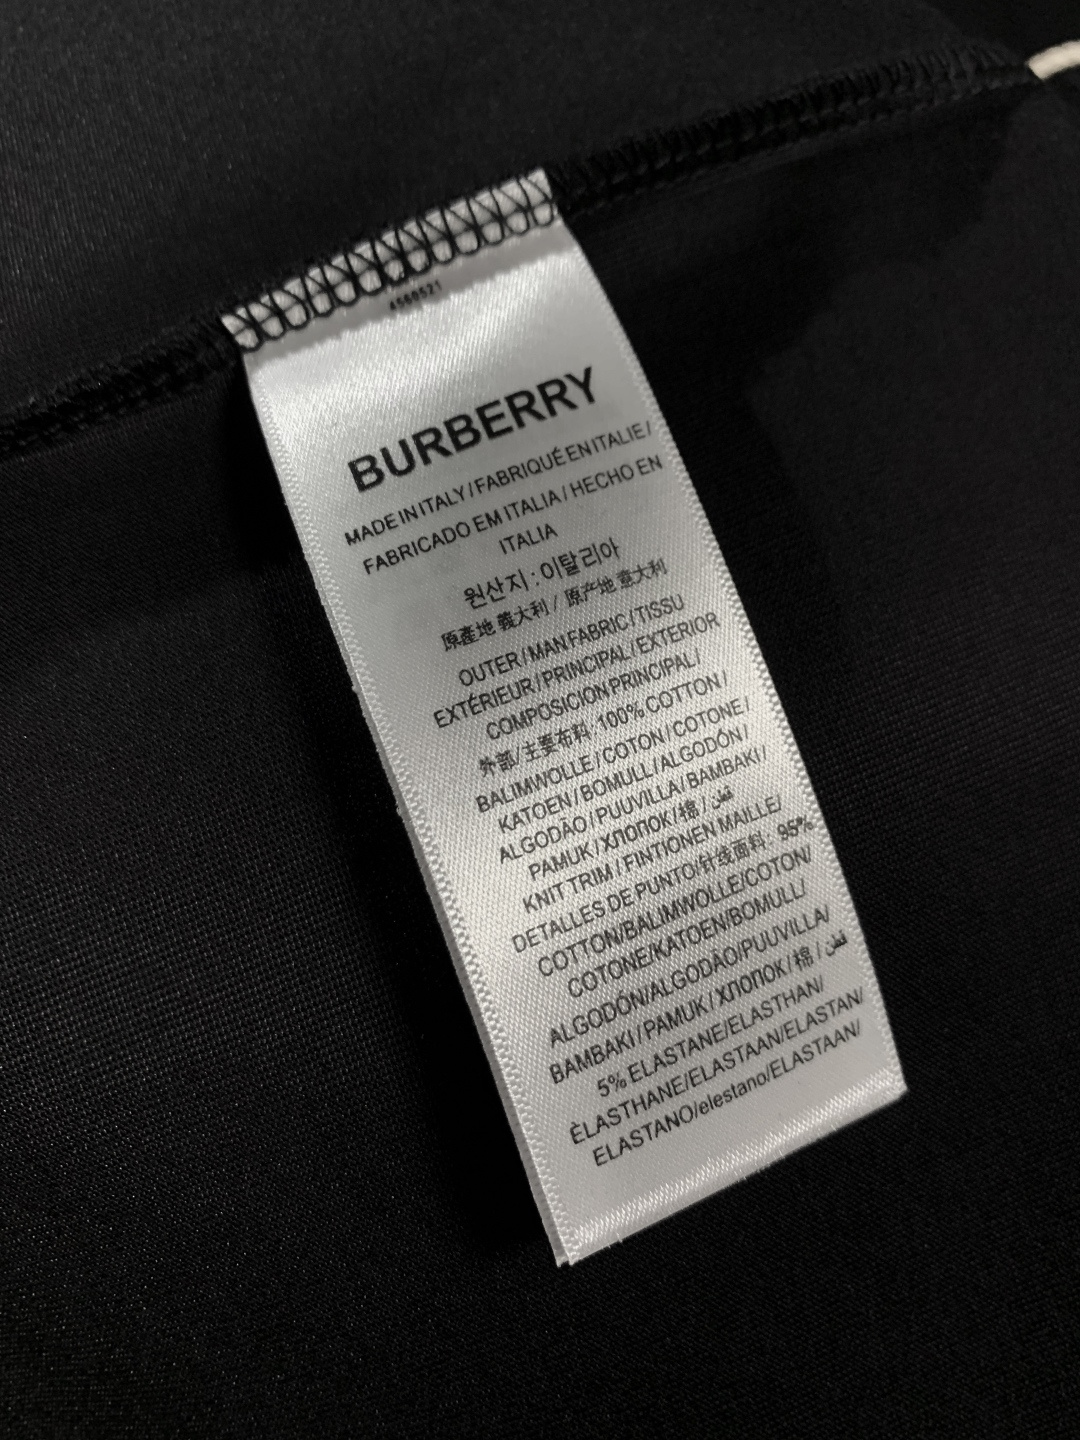 4560521
BURBERRY
MADE IN ITALY / FABRIQUÉ EN ITALIE /
FABRICADO EM ITALIA / HECHO EN
ITALIA
원산지 : 이탈리아
原產地 義大利 / 原产地 意大利
OUTER / MAN FABRIC / TISSU
EXTÉRIEUR / PRINCIPAL / EXTERIOR
COMPOSICION PRINCIPAL /
外部 / 主要布料 100% COTTON /
BALIMWOLLE / COTON / COTONE /
KATOEN / BOMULL / ALGODÓN /
ALGODÃO / PUUVILLA / BAMBAKI /
PAMUK / ХЛОПОК / 棉 / قطن
KNIT TRIM / FINTIONEN MAILLE /
DETALLES DE PUNTO/针线面料: 95%
COTTON/BALIMWOLLE/COTON/
COTONE/KATOEN/BOMULL/
ALGODÓN/ALGODÃO/PUUVILLA/
BAMBAKI / PAMUK / ХЛОПОК / 棉 / قطن
5% ELASTANE/ELASTHAN/
ÈLASTHANE/ELASTAAN/ELASTAN/
ELASTANO/elestano/ELASTAAN/